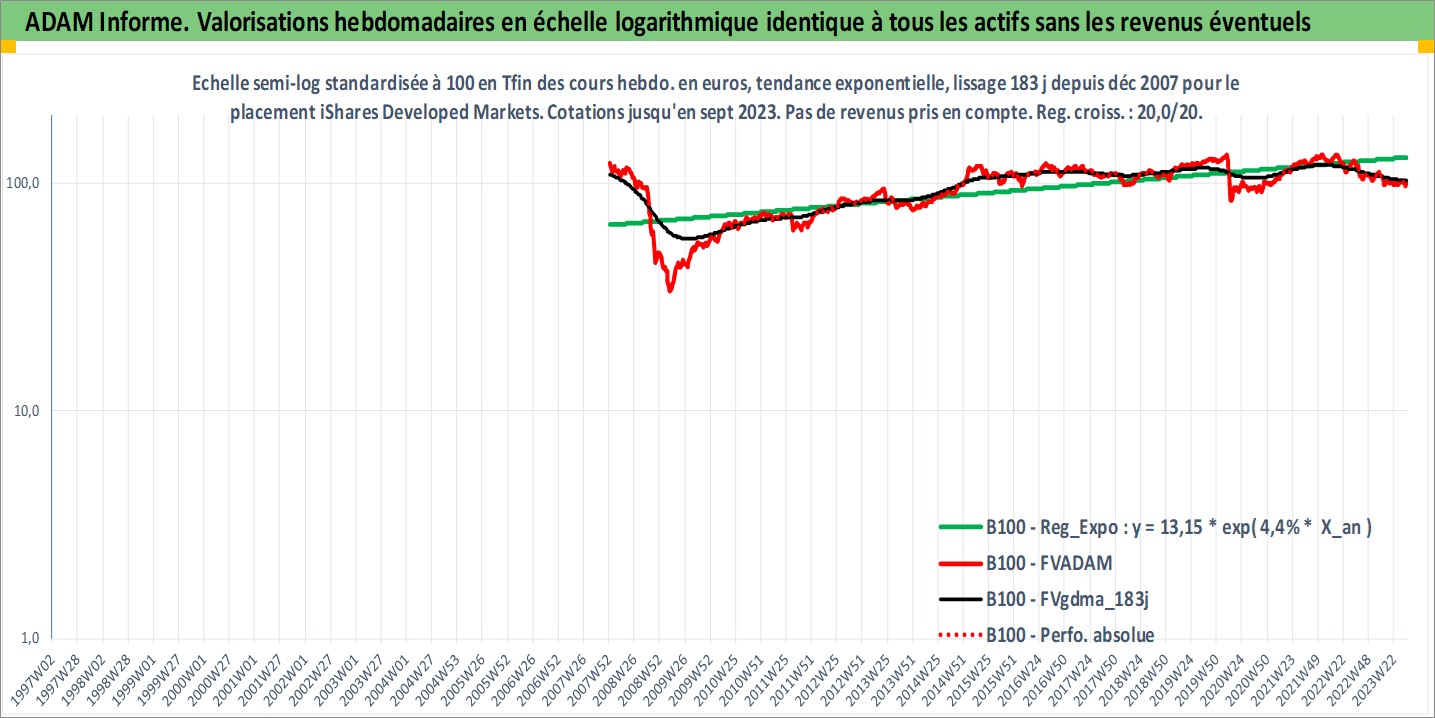 ADAM Informe. Valorisations hebdomadaires en échelle logarithmique identique à tous les actifs sans les revenus éventuels
Echelle semi-log standardisée à 100 en Tfin des cours hebdo. en euros, tendance exponentielle, lissage 183 j depuis déc 2007 pour le
placement iShares Developed Markets. Cotations jusqu'en sept 2023. Pas de revenus pris en compte. Reg. croiss. : 20,0/20.
100,0
10,0
1,0
B100 - Reg_Expo : y = 13,15 * exp( 4,4% * X_an )
B100 - FVADAM
B100 - FVgdma_183j
B100 - Perfo. absolue
1997W02
1997W28
1998W02
1998W28
1999W01
1999W27
2000W01
2000W27
2001W01
2001W27
2002W01
2002W27
2003W01
2003W27
2004W01
2004W27
2004W53
2005W26
2005W52
2006W26
2006W52
2007W26
2007W52
2008W26
2008W52
2009W26
2009W52
2010W25
2010W51
2011W25
2011W51
2012W25
2012W51
2013W25
2013W51
2014W25
2014W51
2015W25
2015W51
2016W24
2016W50
2017W24
2017W50
2018W24
2018W50
2019W24
2019W50
2020W24
2020W50
2021W23
2021W49
2022W22
2022W48
2023W22